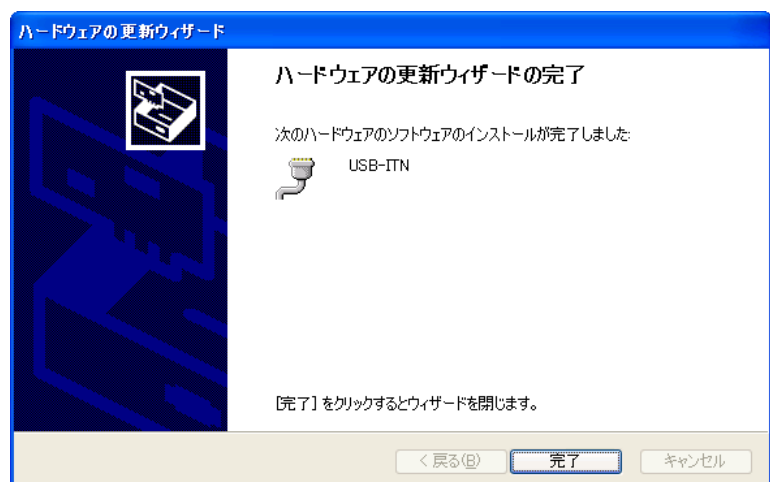 ハードウェアの更新ウィザード
ハードウェアの更新ウィザードの完了
次のハードウェアのソフトウェアのインストールが完了しました:
USB-ITN
[完了] をクリックするとウィザードを閉じます。
< 戻る(B)
完了
キャンセル